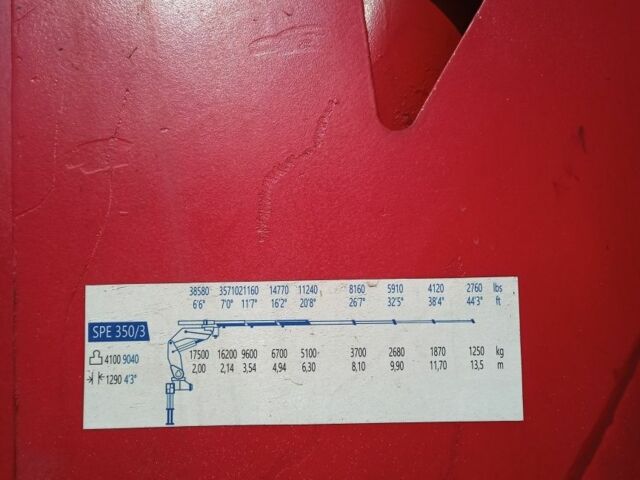 38580 35710 21160 14770 11240 8160 5910 4120 2760 lbs
6'6" 7'0" 11'7" 16'2" 20'8" 26'7" 32'5" 38'4" 44'3" ft
SPE 350/3
4100 9040
1290 4'3"
17500 16200 9600 6700 5100 3700 2680 1870 1250 kg
2,00 2,14 3,54 4,94 6,30 8,10 9,90 11,70 13,5 m